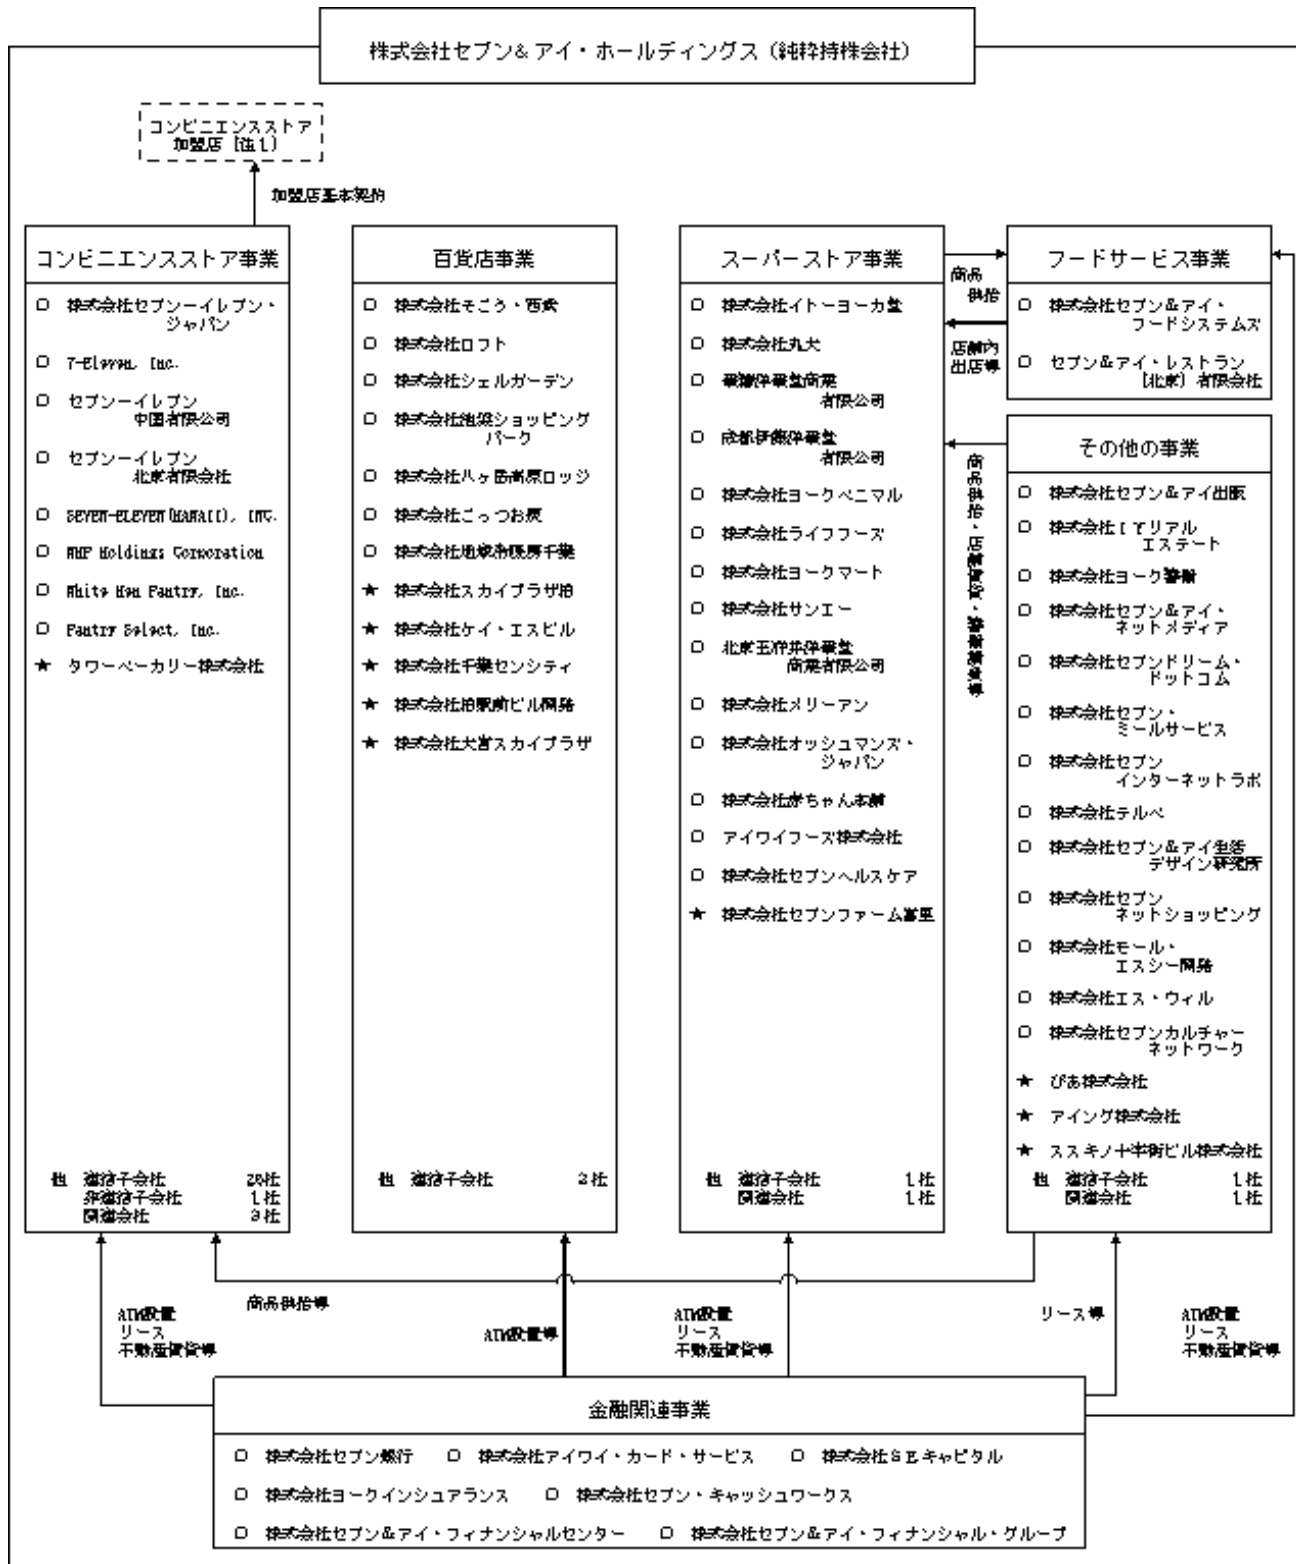 株式会社セブン&アイ・ホールディングス（純粋持株会社）
コンビニエンスストア
加盟店（注１）
加盟店基本契約
コンビニエンスストア事業
○ 株式会社セブン－イレブン・
ジャパン
○ 7-Eleven, Inc.
○ セブン－イレブン
中国有限公司
○ セブン－イレブン
北京有限会社
○ SEVEN-ELEVEN(HAWAII), INC.
○ WHP Holdings Corporation
○ White Hen Pantry, Inc.
○ Pantry Select, Inc.
★ タワーベーカリー株式会社
他 連結子会社
非連結子会社 1社
関連会社
百貨店事業
○ 株式会社そごう・西武
○ 株式会社ロフト
○ 株式会社シェルガーデン
○ 株式会社池袋ショッピング
パーク
○ 株式会社八ヶ岳高原ロッジ
○ 株式会社ごっつお便
○ 株式会社地域冷暖房千葉
★ 株式会社スカイプラザ柏
★ 株式会社ケイ・エスビル
★ 株式会社千葉センシティ
★ 株式会社柏駅前ビル開発
★ 株式会社大宮スカイプラザ
他 連結子会社 2社
スーパーストア事業
○ 株式会社イトーヨーカ堂
○ 株式会社丸大
○ 華糖洋華堂商業
有限公司
○ 成都伊藤洋華堂
有限公司
○ 株式会社ヨークベニマル
○ 株式会社ライフフーズ
○ 株式会社ヨークマート
○ 株式会社サンエー
○ 北京王府井洋華堂
商業有限公司
○ 株式会社メリーアン
○ 株式会社オッシュマンズ・
ジャパン
○ 株式会社赤ちゃん本舗
○ アイワイフーズ株式会社
○ 株式会社セブンヘルスケア
★ 株式会社セブンファーム富里
他 連結子会社 1社
関連会社 1社
商品
供給
店舗内
出店等
フードサービス事業
○ 株式会社セブン&アイ・
フードシステムズ
○ セブン&アイ・レストラン
（北京）有限会社
その他の事業
○ 株式会社セブン&アイ出版
○ 株式会社ＩＹリアル
エステート
○ 株式会社ヨーク警備
○ 株式会社セブン&アイ・
ネットメディア
○ 株式会社セブンドリーム・
ドットコム
○ 株式会社セブン・
ミールサービス
○ 株式会社セブン
インターネットラボ
○ 株式会社テルベ
○ 株式会社セブン&アイ生活
デザイン研究所
○ 株式会社セブン
ネットショッピング
○ 株式会社モール・
エスシー開発
○ 株式会社エス・ウィル
○ 株式会社セブンカルチャー
ネットワーク
★ ぴあ株式会社
★ アイング株式会社
★ ススキノ十字街ビル株式会社
他 連結子会社 1社
関連会社 1社
商品供給等
ATM設置
リース
不動産賃貸等
ATM設置等
ATM設置
リース
不動産賃貸等
リース等
ATM設置
リース
不動産賃貸等
金融関連事業
○ 株式会社セブン銀行 ○ 株式会社アイワイ・カード・サービス ○ 株式会社ＳＥキャピタル
○ 株式会社ヨークインシュアランス ○ 株式会社セブン・キャッシュワークス
○ 株式会社セブン&アイ・フィナンシャルセンター ○ 株式会社セブン&アイ・フィナンシャル・グループ